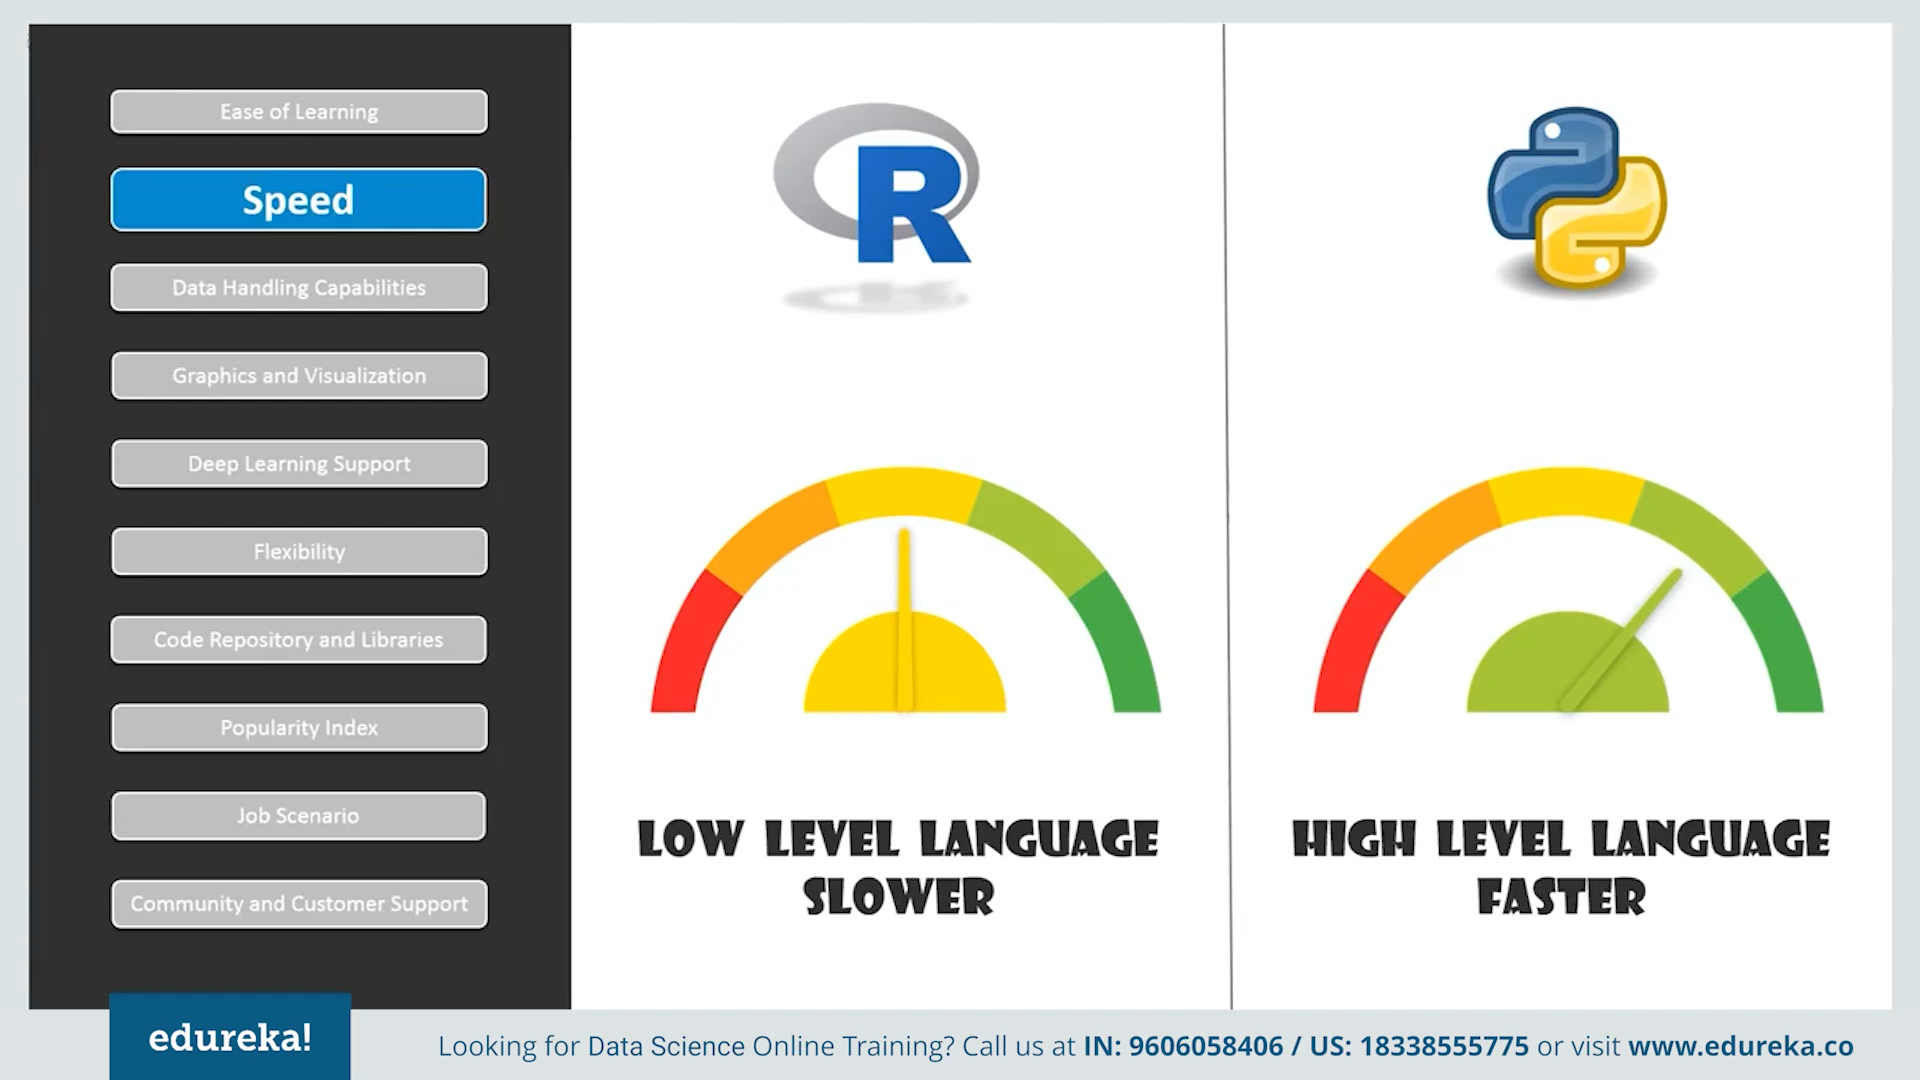 Ease of Learning
Speed
Data Handling Capabilities
Graphics and Visualization
Deep Learning Support
Flexibility
Code Repository and Libraries
Popularity Index
Job Scenario
Community and Customer Support
R
LOW LEVEL LANGUAGE
SLOWER
HIGH LEVEL LANGUAGE
FASTER
edureka!
Looking for Data Science Online Training? Call us at IN: 9606058406 / US: 18338555775 or visit www.edureka.co